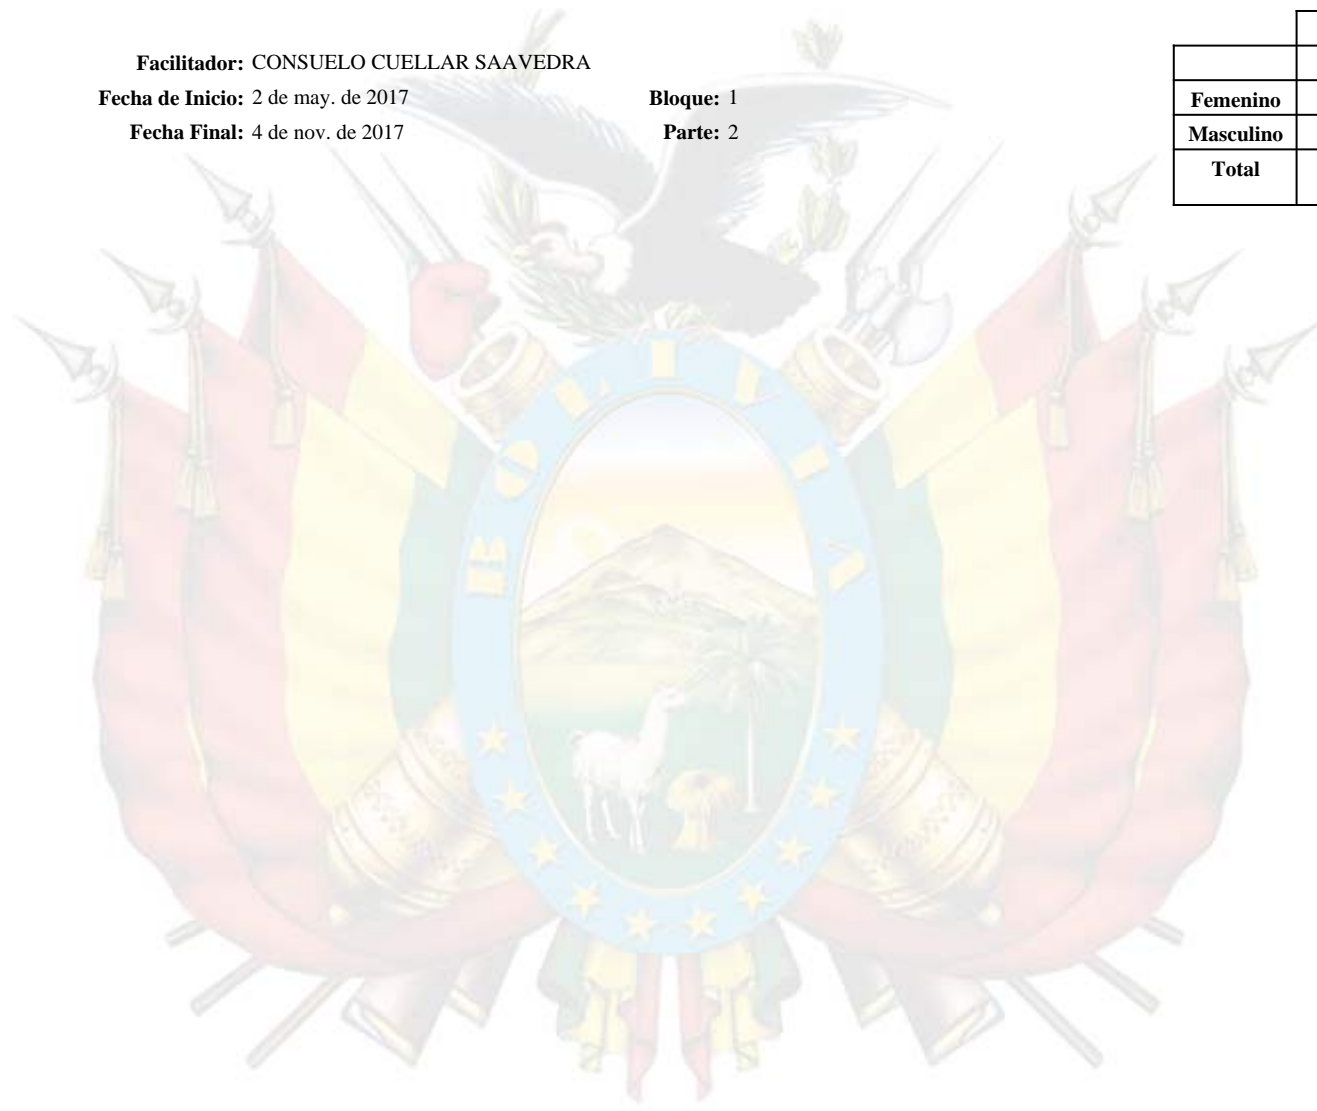 Facilitador: CONSUELO CUELLAR SAAVEDRA
Fecha de Inicio: 2 de may. de 2017 Bloque: 1
Fecha Final: 4 de nov. de 2017 Parte: 2
Femenino
Masculino
Total
BOLIVIA